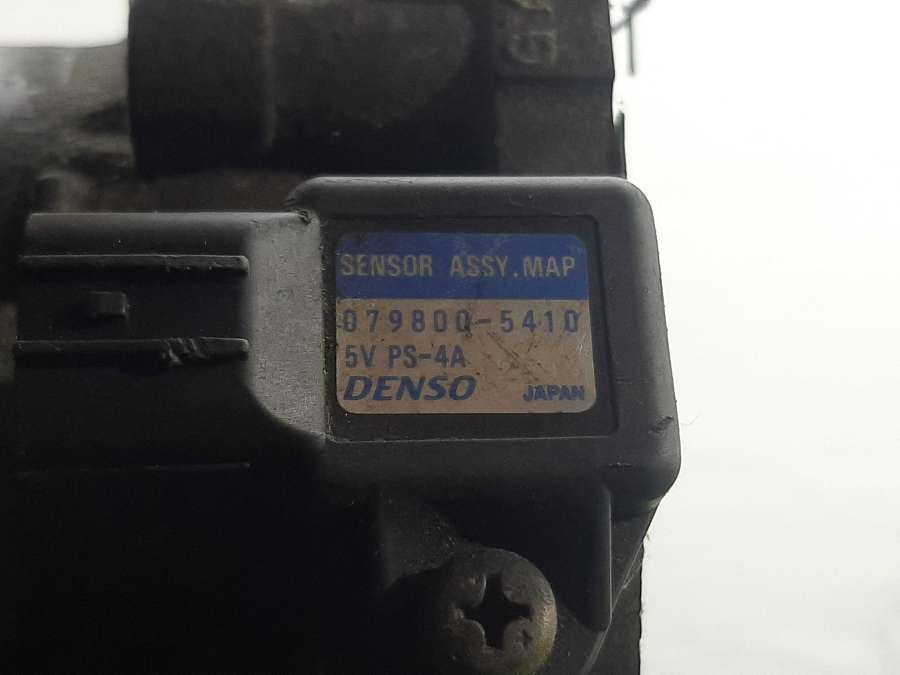 SENSOR ASSY, MAP
079800-5410
5V PS-4A
DENSO JAPAN